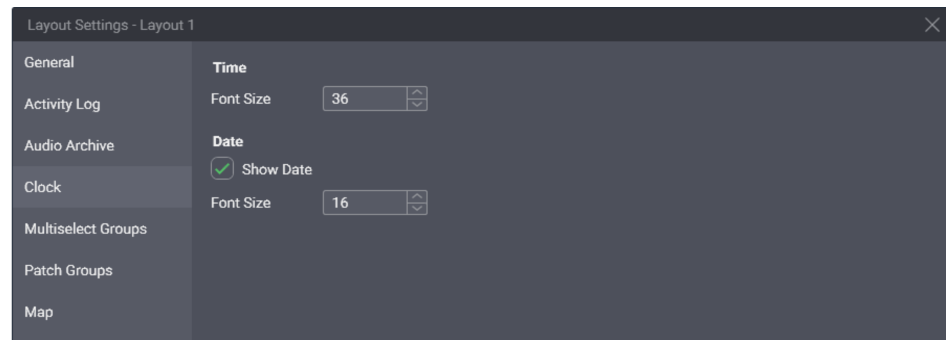 Layout Settings - Layout 1
General
Activity Log
Audio Archive
Clock
Multiselect Groups
Patch Groups
Map
Time
Font Size 36
Date
Show Date
Font Size 16